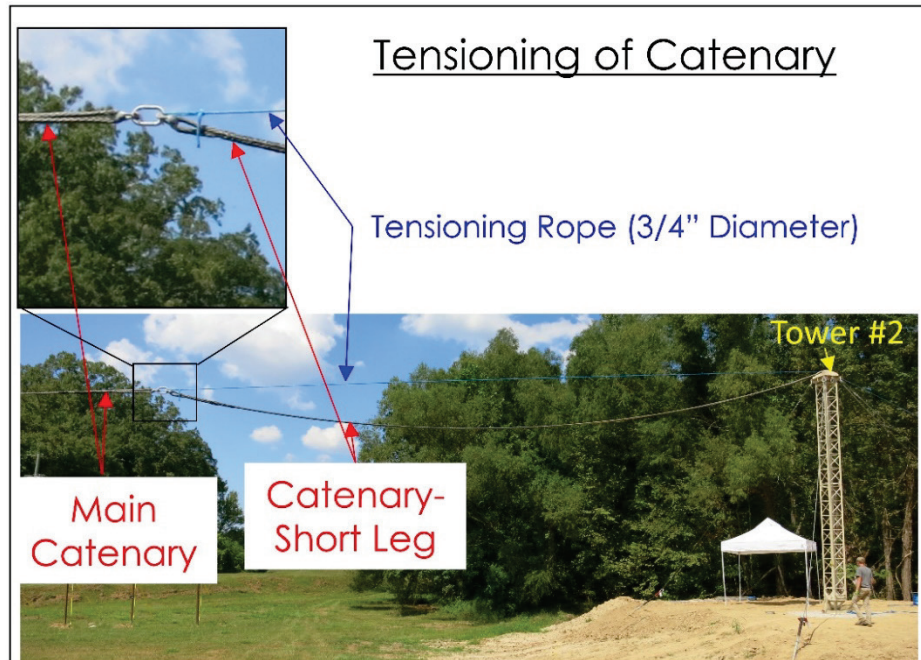 Tensioning of Catenary
Tensioning Rope (3/4” Diameter)
Tower #2
Main
Catenary
Catenary-
Short Leg